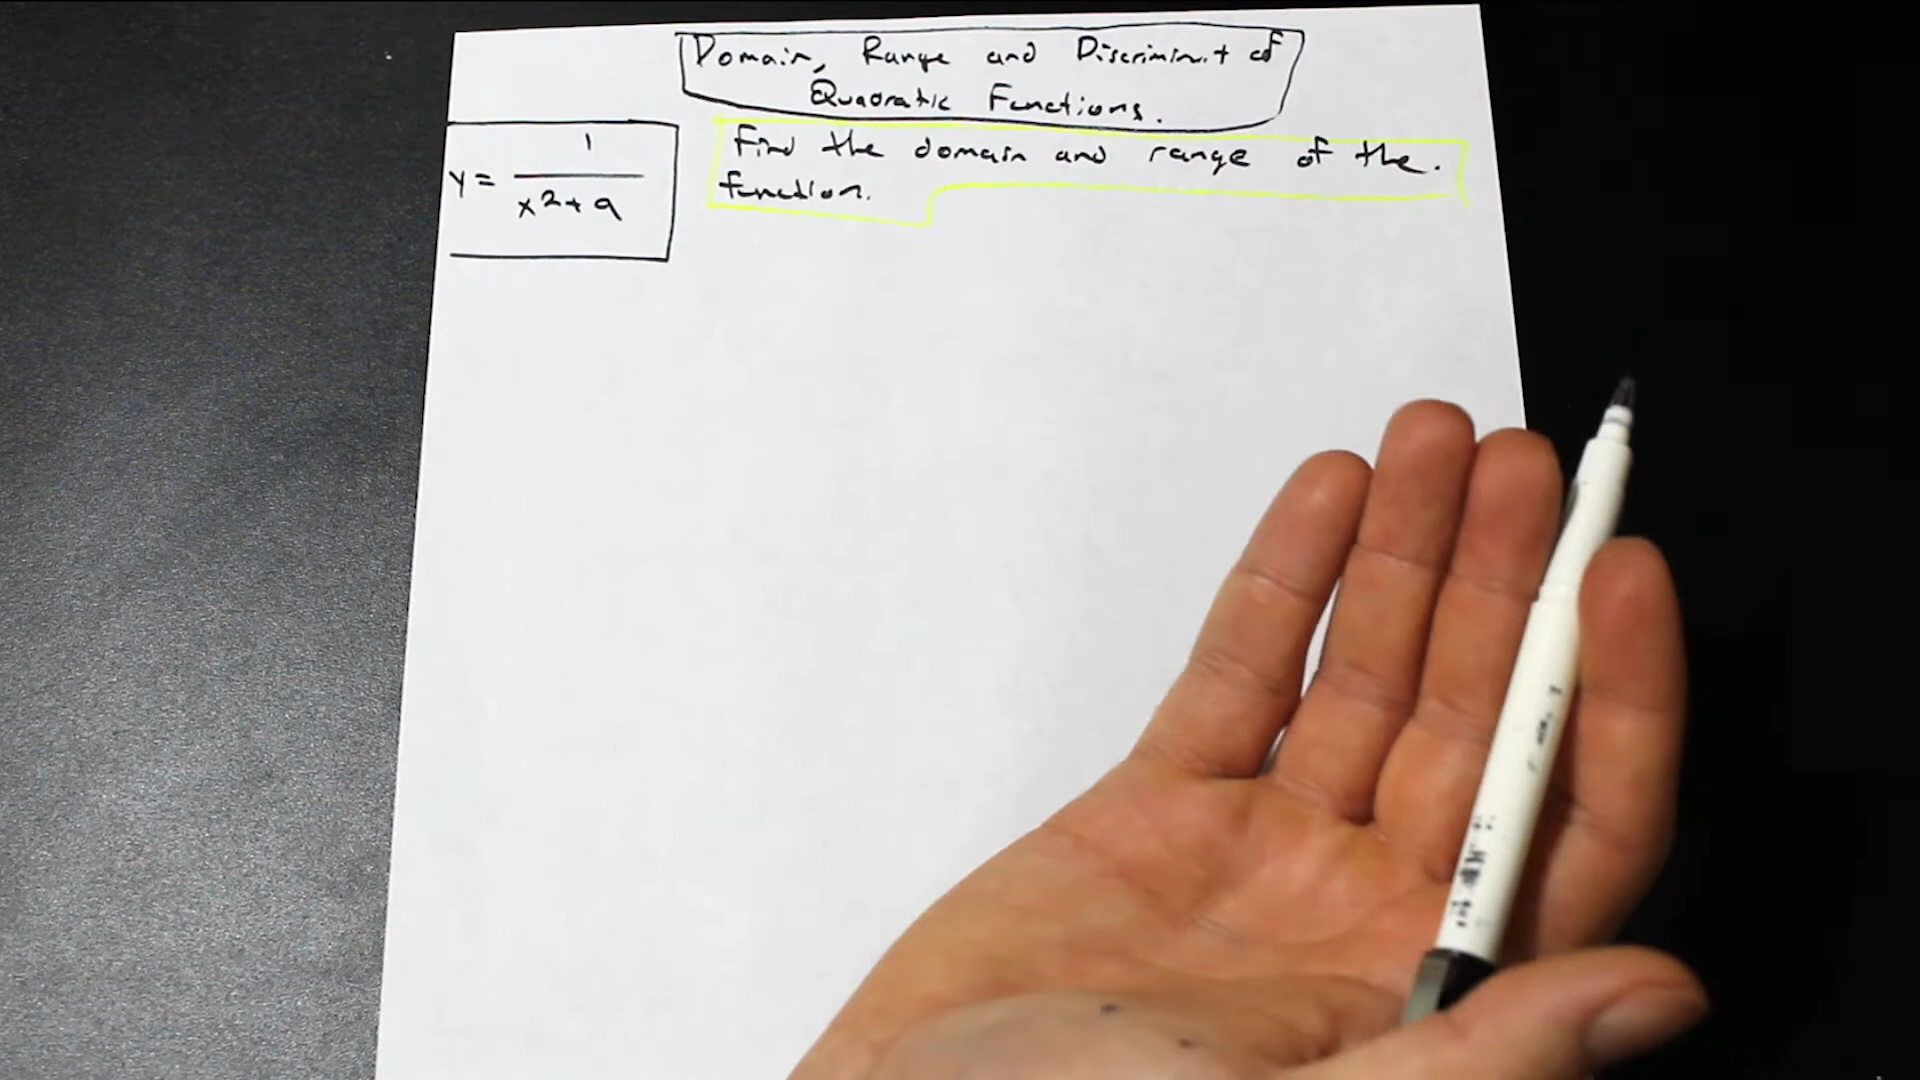 Domain, Range and Discriminant of
Quadratic Functions.
Find the domain and range of the.
function.
y = 1 / x² + 9